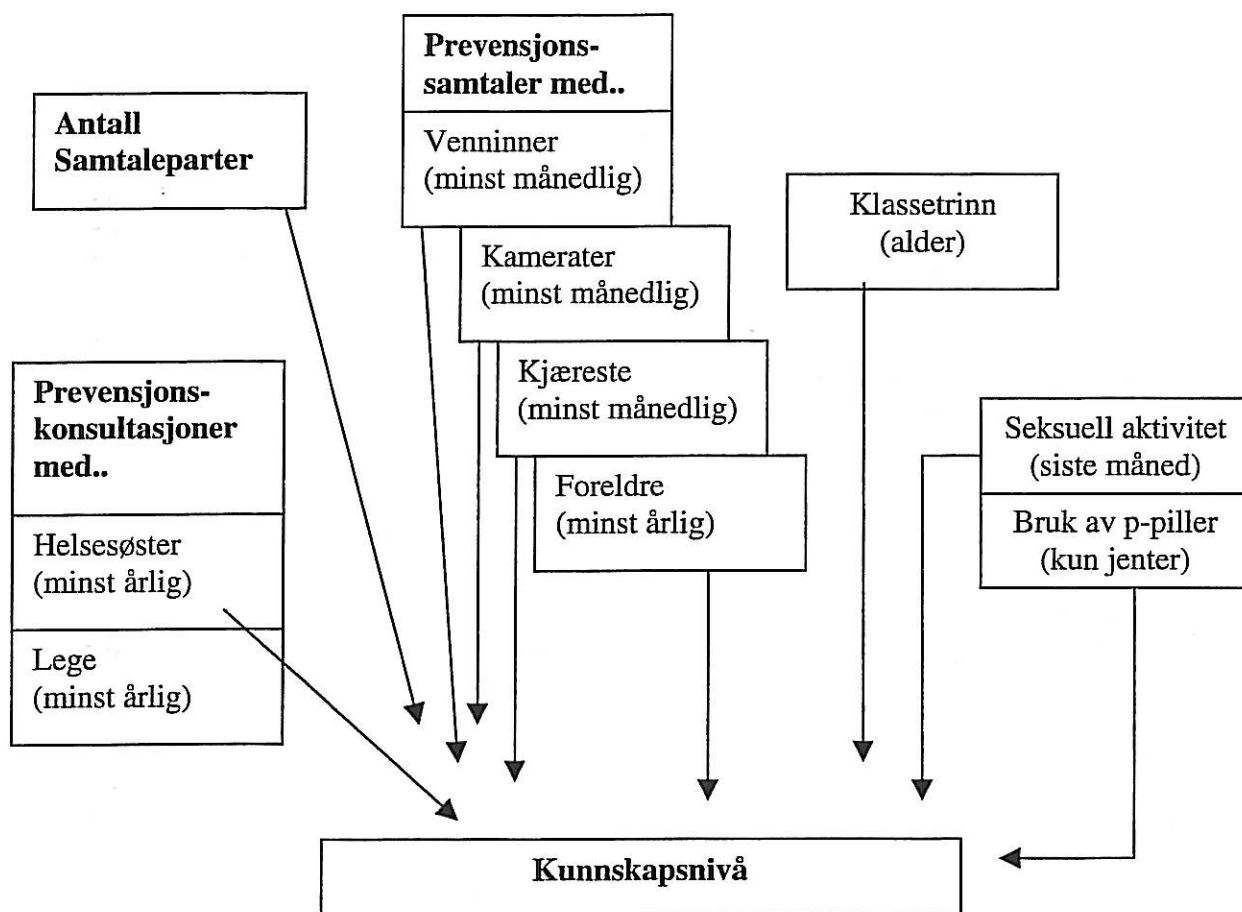 Prevensjons-
samtaler med..
Venninner
(minst månedlig)
Kamerater
(minst månedlig)
Kjæreste
(minst månedlig)
Foreldre
(minst årlig)
Antall
Samtaleparter
Klassetrinn
(alder)
Prevensjons-
konsultasjoner
med..
Helsesøster
(minst årlig)
Lege
(minst årlig)
Seksuell aktivitet
(siste måned)
Bruk av p-piller
(kun jenter)
Kunnskapsnivå